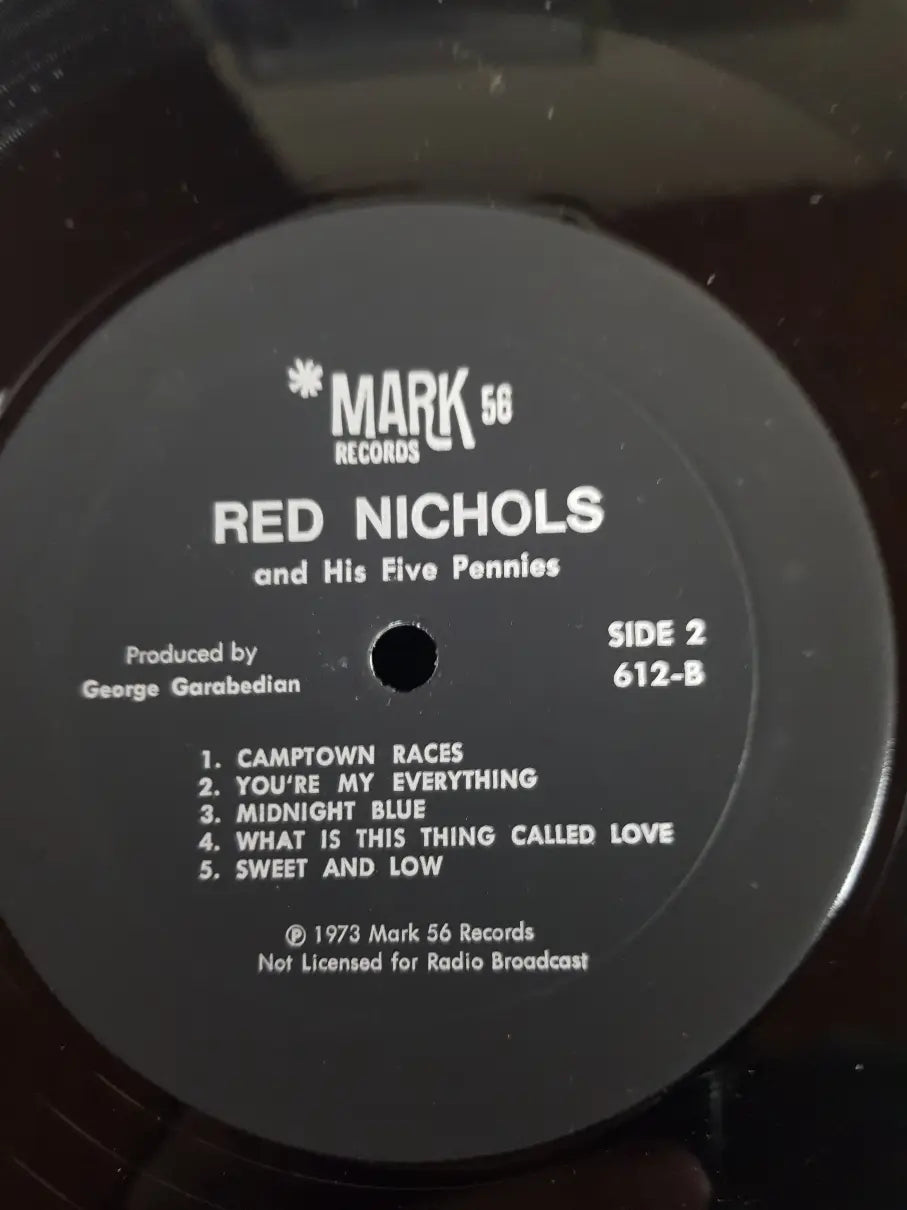 *MARK 56
RECORDS
RED NICHOLS
and His Five Pennies
Produced by
George Garabedian
SIDE 2
612-B
1. CAMPTOWN RACES
2. YOU'RE MY EVERYTHING
3. MIDNIGHT BLUE
4. WHAT IS THIS THING CALLED LOVE
5. SWEET AND LOW
℗ 1973 Mark 56 Records
Not Licensed for Radio Broadcast